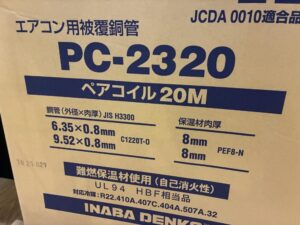 JCDA 0010適合品
エアコン用被覆銅管
PC-2320
ペアコイル 20M
銅管(外径×肉厚)JIS H3300
保温材肉厚
6.35×0.8mm
9.52×0.8mm
C1220T-O
8mm
8mm
PEF8-N
難燃保温材使用(自己消火性)
UL94 HBF相当品
対応冷媒:R22.410A.407C.404A.507A.32
INABA DENKO